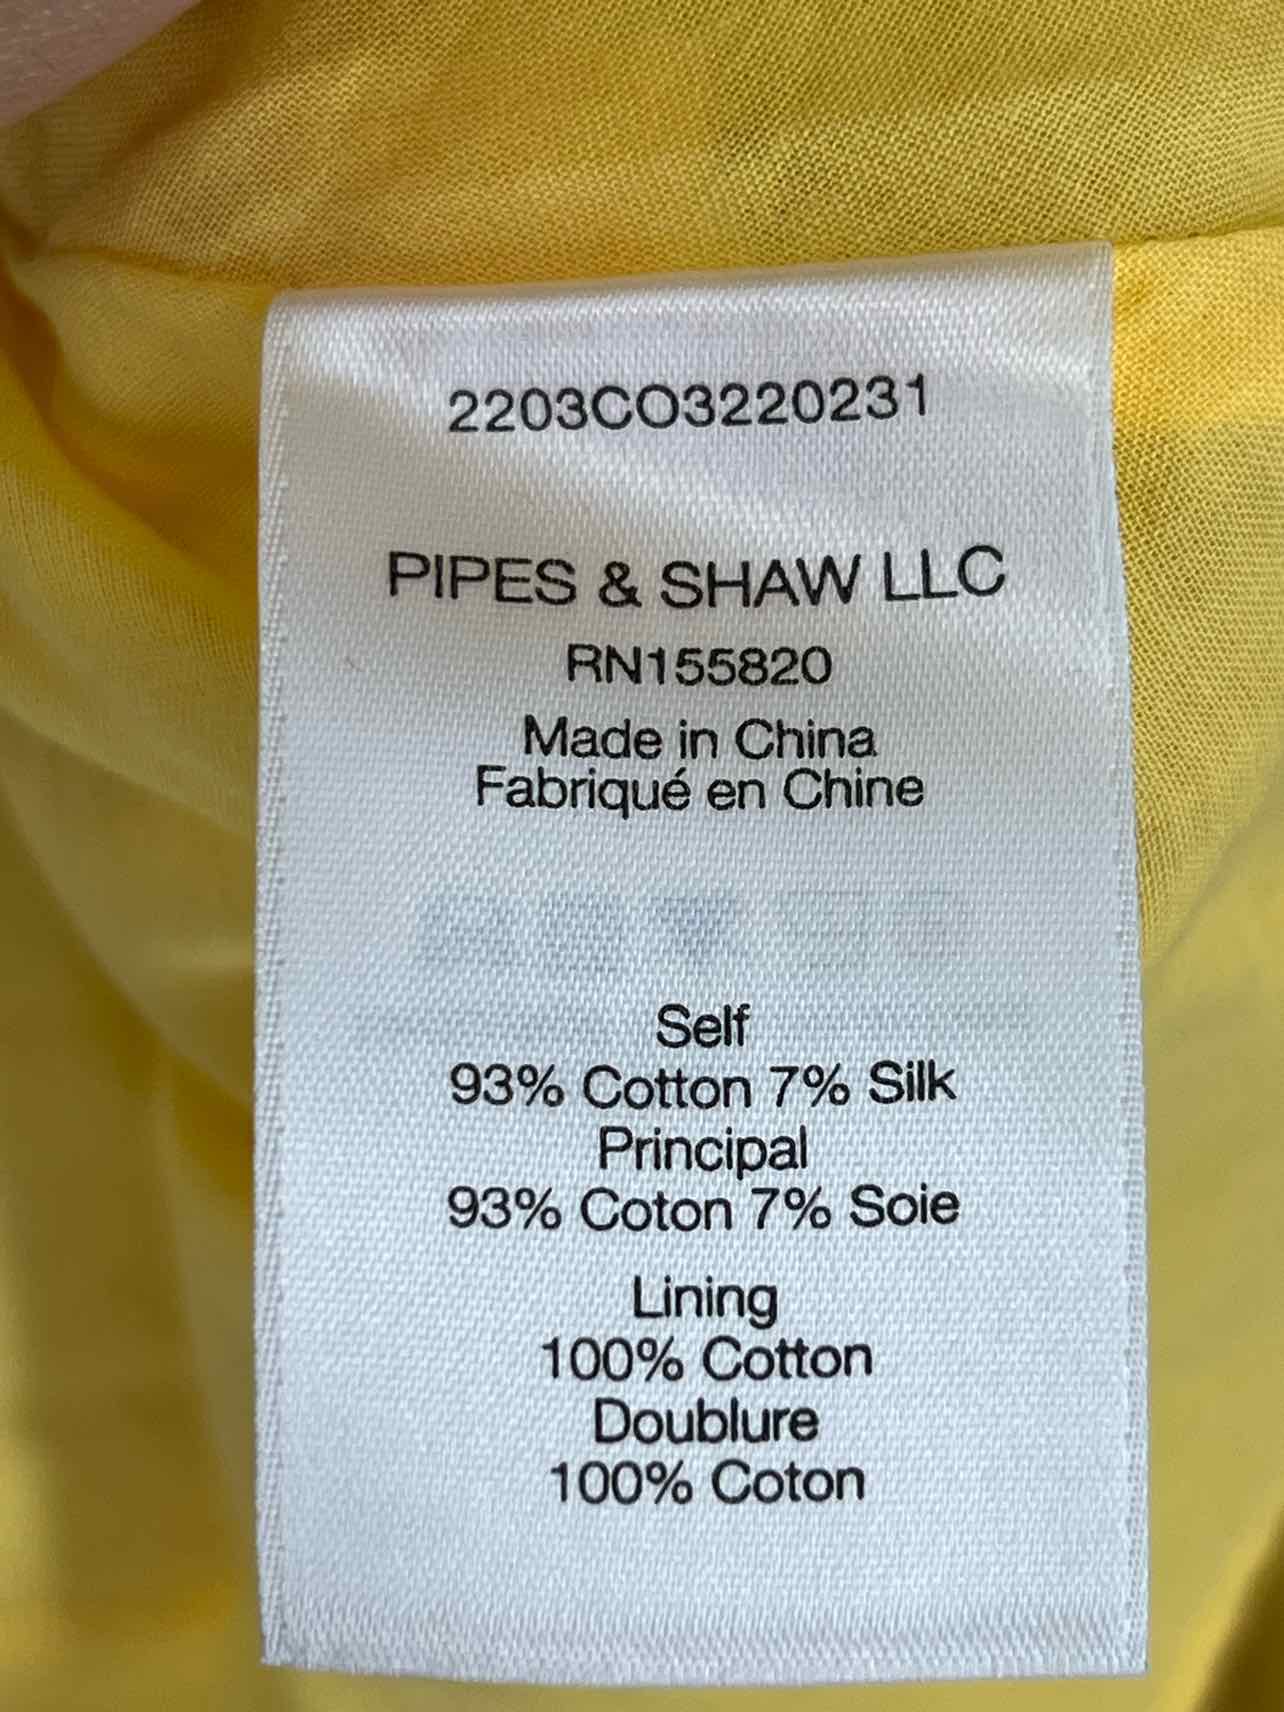 2203CO3220231
PIPES & SHAW LLC
RN155820
Made in China
Fabriqué en Chine
Self
93% Cotton 7% Silk
Principal
93% Coton 7% Soie
Lining
100% Cotton
Doublure
100% Coton